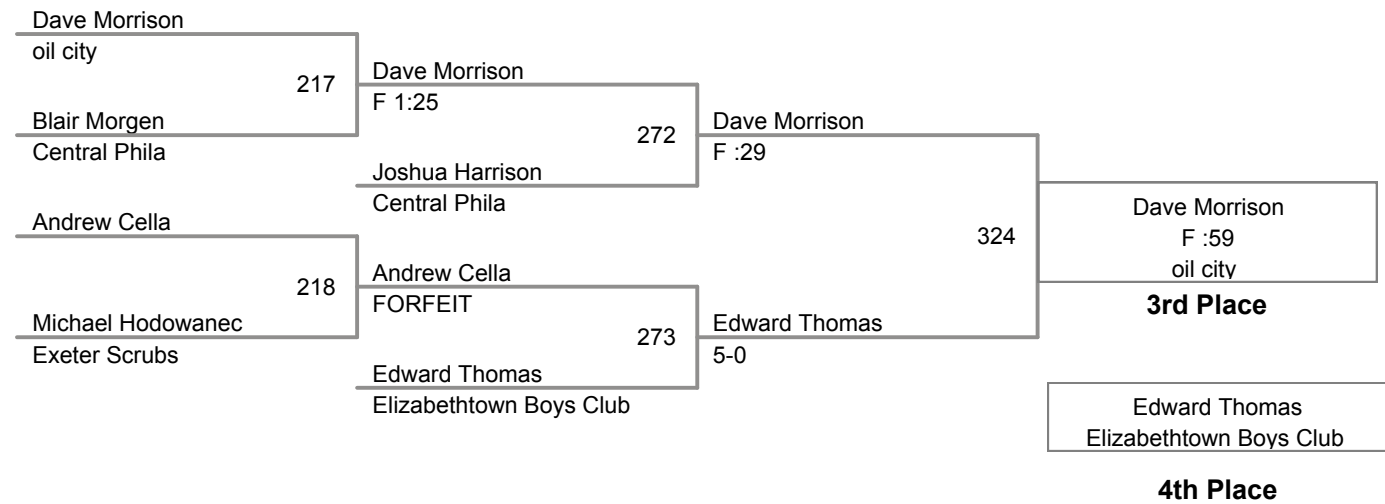 Dave Morrison
oil city
217
Dave Morrison
F 1:25
Blair Morgen
Central Phila
272
Dave Morrison
F :29
Joshua Harrison
Central Phila
Andrew Cella
324
Dave Morrison
F :59
oil city
3rd Place
218
Andrew Cella
FORFEIT
Michael Hodowanec
Exeter Scrubs
273
Edward Thomas
5-0
Edward Thomas
Elizabethtown Boys Club
Edward Thomas
Elizabethtown Boys Club
4th Place